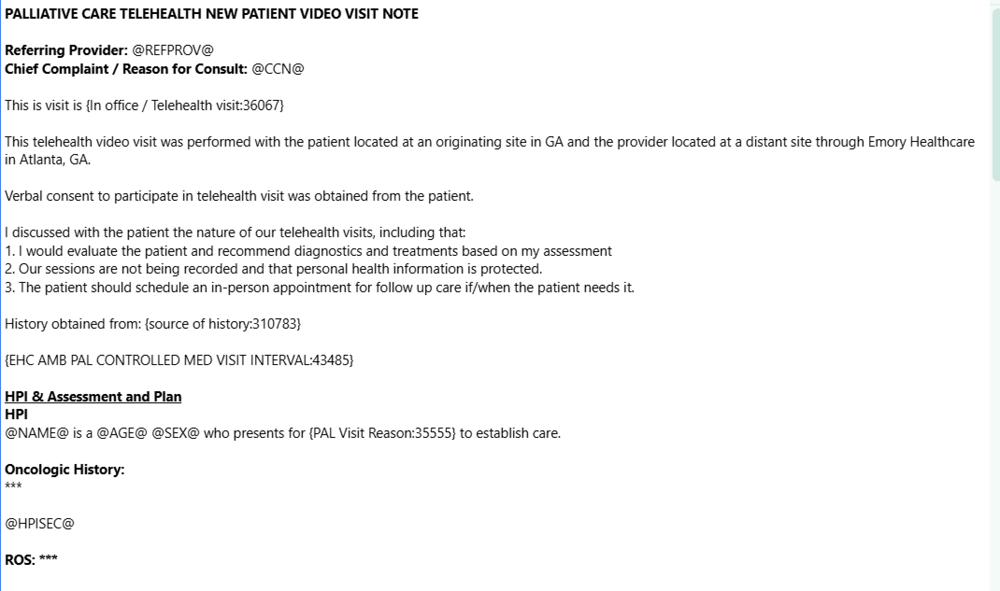 PALLIATIVE CARE TELEHEALTH NEW PATIENT VIDEO VISIT NOTE
Referring Provider: @REFPROV@
Chief Complaint / Reason for Consult: @CCN@
This is visit is {In office / Telehealth visit:36067}
This telehealth video visit was performed with the patient located at an originating site in GA and the provider located at a distant site through Emory Healthcare
in Atlanta, GA.
Verbal consent to participate in telehealth visit was obtained from the patient.
I discussed with the patient the nature of our telehealth visits, including that:
1. I would evaluate the patient and recommend diagnostics and treatments based on my assessment
2. Our sessions are not being recorded and that personal health information is protected.
3. The patient should schedule an in-person appointment for follow up care if/when the patient needs it.
History obtained from: {source of history:310783}
{EHC AMB PAL CONTROLLED MED VISIT INTERVAL:43485}
HPI & Assessment and Plan
HPI
@NAME@ is a @AGE@ @SEX@ who presents for {PAL Visit Reason:35555} to establish care.
Oncologic History:
***
@HPISEC@
ROS: ***